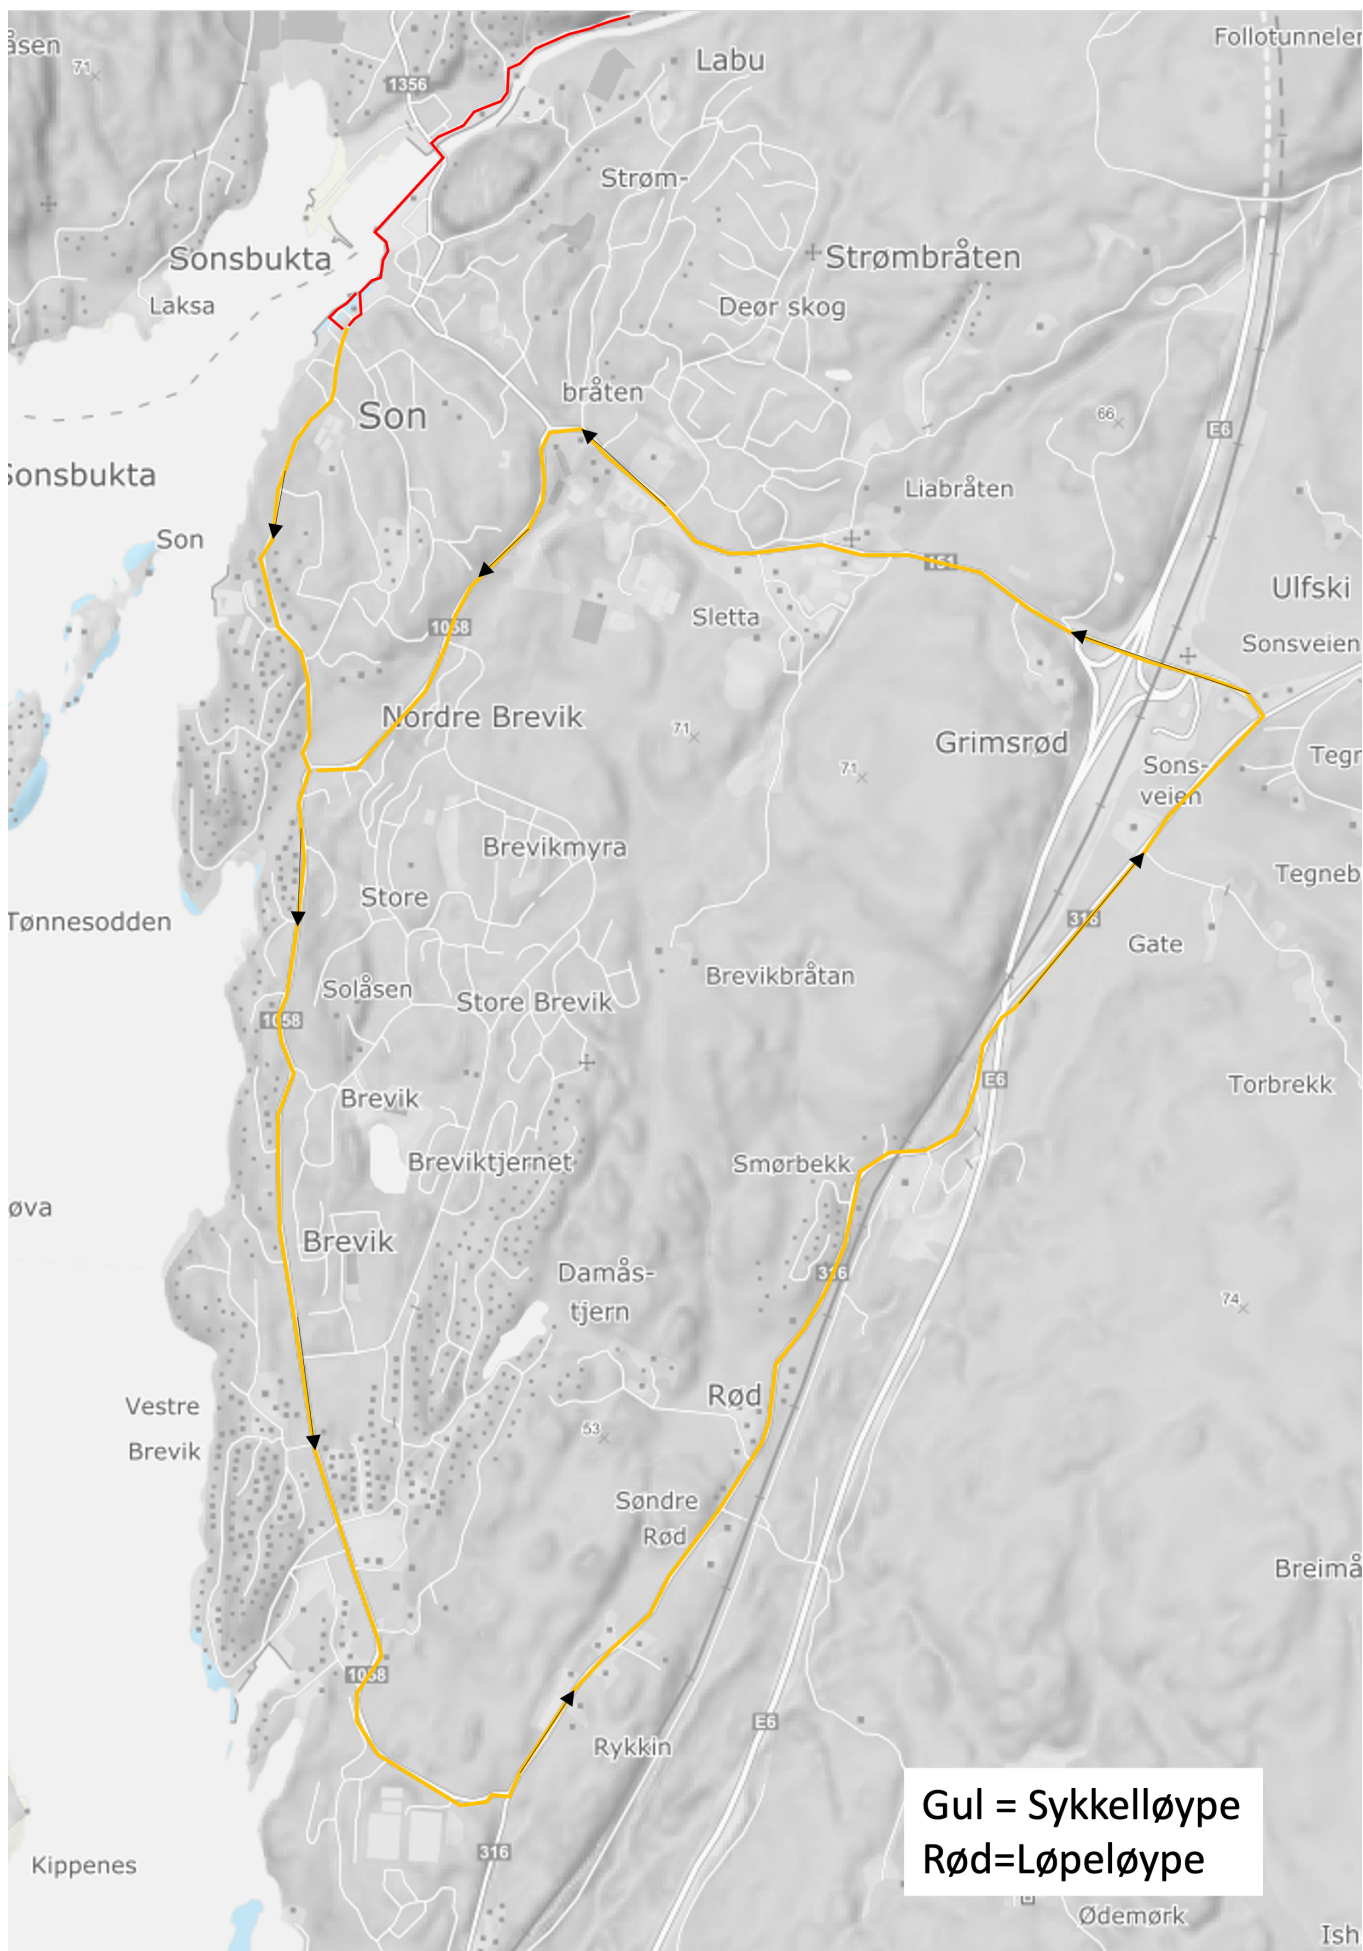 åsen
71
1356
Labu
Follotunneler
Strøm-
Sonsbukta
Strømbråten
Laksa
Deør skog
bråten
Son
66
E6
Sonsbukta
Liabråten
Son
151
Ulfski
Sletta
1058
Sonsveien
Nordre Brevik
71
Grimsrød
Tegr
71
Sons-
veien
Brevikmyra
Tegneb
Store
Tønnesodden
316
Gate
Brevikbråtan
Solåsen
Store Brevik
1058
E6
Torbrekk
Brevik
Breviktjernet
Smørbekk
øva
Brevik
Damås-
tjern
316
74
Rød
Vestre
Brevik
53
Søndre
Rød
Breimå
1058
E6
Rykkin
Gul = Sykkelløype
Rød=Løpeløype
316
Kippenes
Ødemørk
Ish